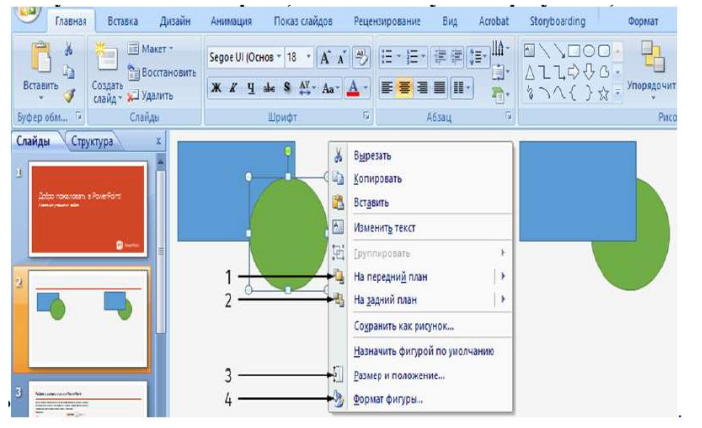 Главная Вставка Дизайн Анимация Показ слайдов Рецензирование Вид Acrobat Storyboarding Формат
Вставить
Создать слайд
Макет
Восстановить
Удалить
Segoe UI (Основ 18
Ж К Ч abc S AV Aa A
Упорядочит
Буфер обм... Слайды Шрифт Абзац Рисо
Слайды Структура x
1
Добро пожаловать в PowerPoint!
2
3
Вырезать
Копировать
Вставить
Изменить текст
Группировать
1 На передний план
2 На задний план
Сохранить как рисунок...
Назначить фигурой по умолчанию
3 Размер и положение...
4 Формат фигуры...